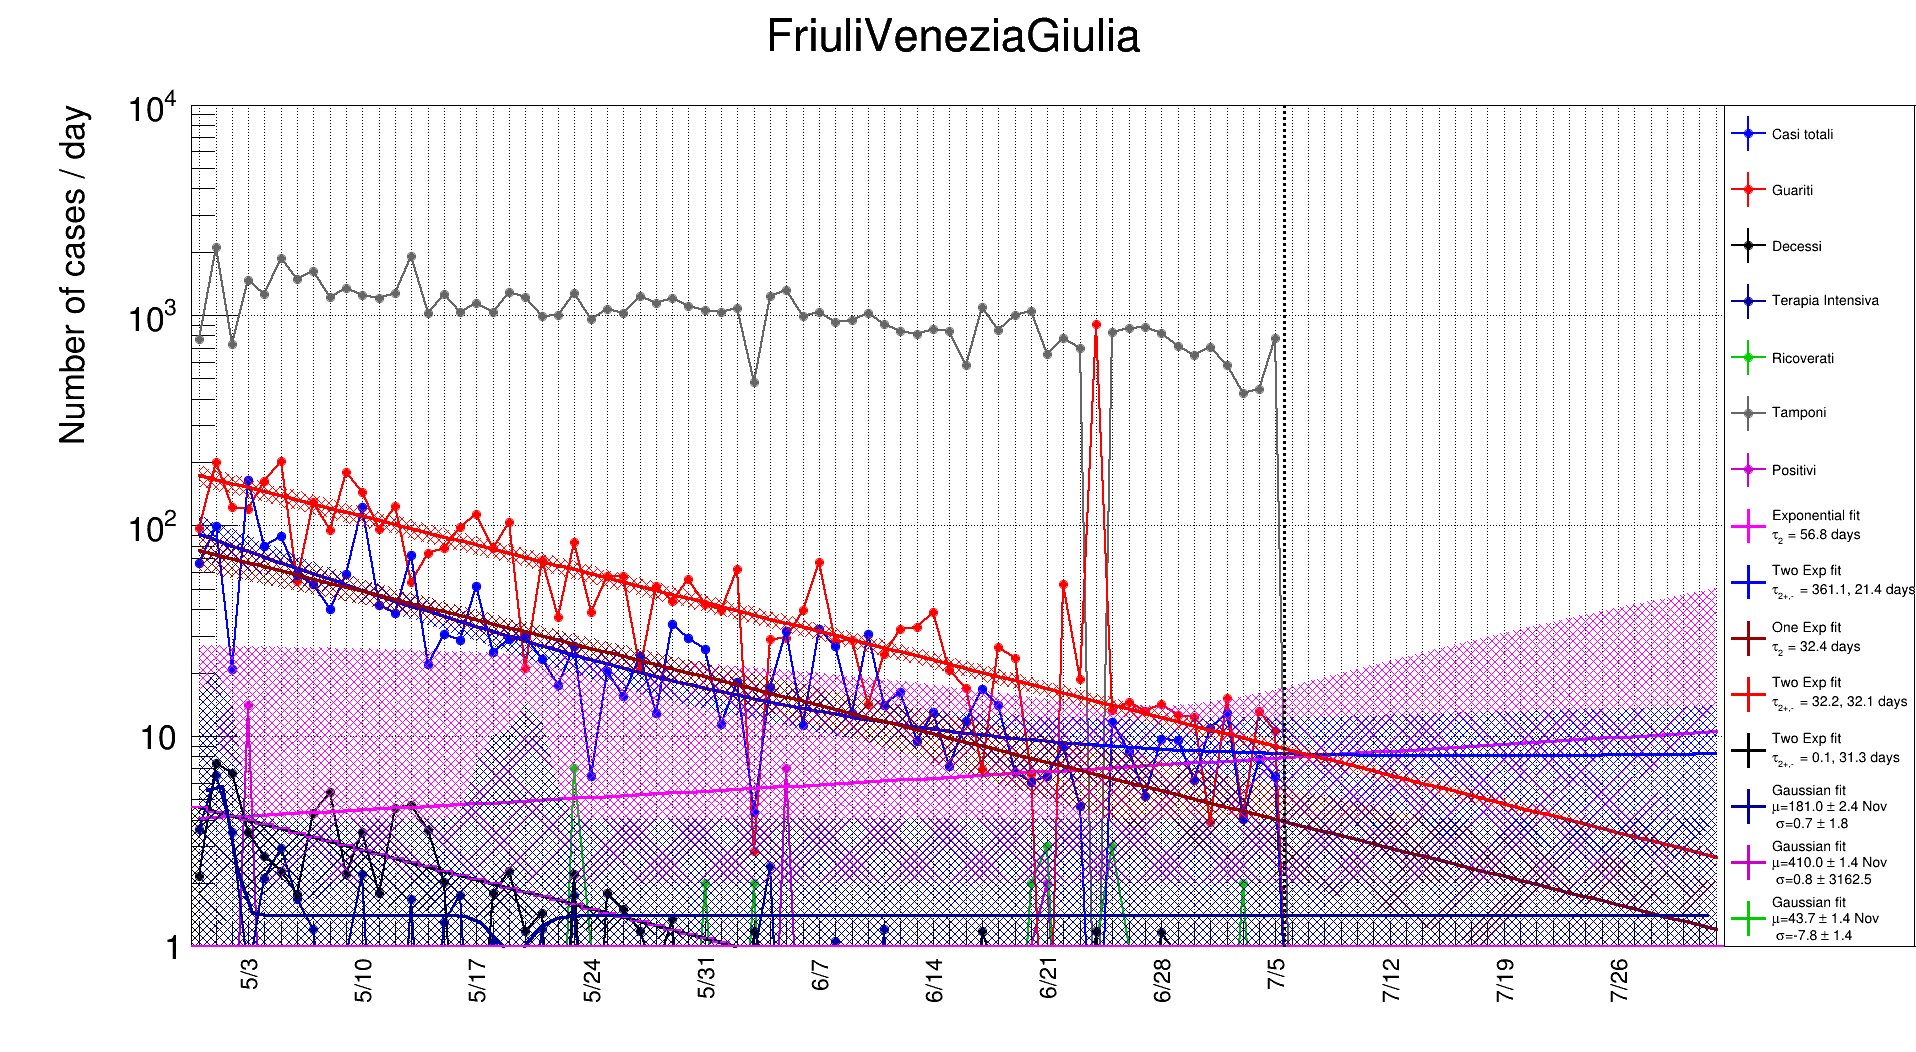 FriuliVeneziaGiulia
Number of cases / day
10^4
10^3
10^2
10
1
5/3
5/10
5/17
5/24
5/31
6/7
6/14
6/21
6/28
7/5
7/12
7/19
7/26
Casi totali
Guariti
Decessi
Terapia Intensiva
Ricoverati
Tamponi
Positivi
Exponential fit
τ2 = 56.8 days
Two Exp fit
τ2+,- = 361.1, 21.4 days
One Exp fit
τ2 = 32.4 days
Two Exp fit
τ2+,- = 32.2, 32.1 days
Two Exp fit
τ2+,- = 0.1, 31.3 days
Gaussian fit
μ=181.0 ± 2.4 Nov
σ=0.7 ± 1.8
Gaussian fit
μ=410.0 ± 1.4 Nov
σ=0.8 ± 3162.5
Gaussian fit
μ=43.7 ± 1.4 Nov
σ=-7.8 ± 1.4